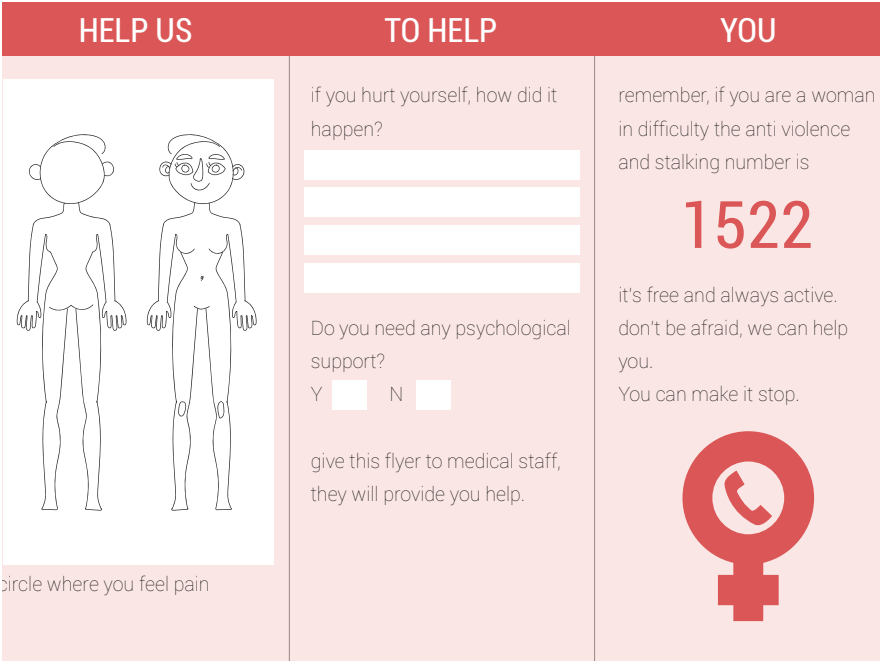 HELP US
circle where you feel pain
TO HELP
if you hurt yourself, how did it
happen?
Do you need any psychological
support?
Y N
give this flyer to medical staff,
they will provide you help.
YOU
remember, if you are a woman
in difficulty the anti violence
and stalking number is
1522
it's free and always active.
don't be afraid, we can help
you.
You can make it stop.